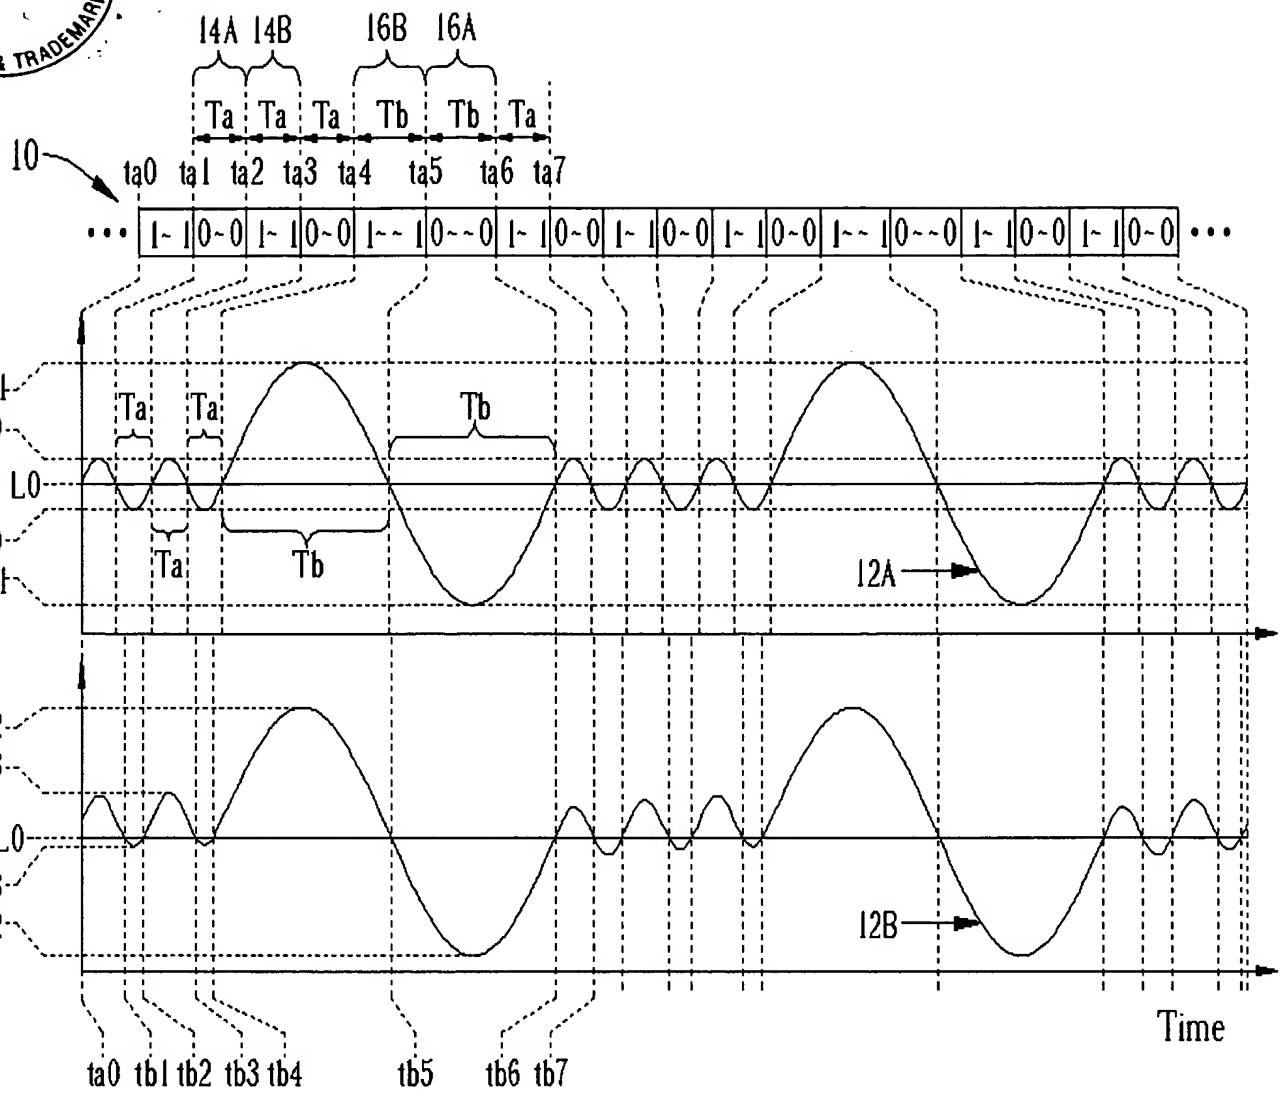 & TRADEMARK
14A 14B 16B 16A
Ta Ta Ta Tb Tb Ta
10
ta0 ta1 ta2 ta3 ta4 ta5 ta6 ta7
••• 1~1 0~0 1~1 0~0 1~~1 0~~0 1~1 0~0 1~1 0~0 1~1 0~0 1~~1 0~~0 1~1 0~0 1~1 0~0 •••
Ta Ta Tb
L0
Ta Tb
12A
L0
12B
Time
ta0 tb1 tb2 tb3 tb4 tb5 tb6 tb7